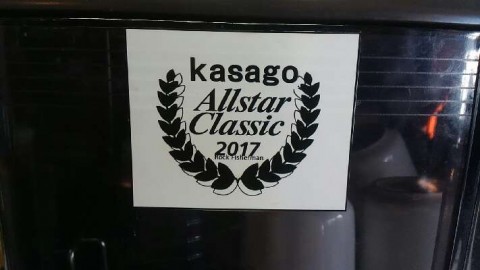 kasago
Allstar
Classic
2017
Rock Fisherman